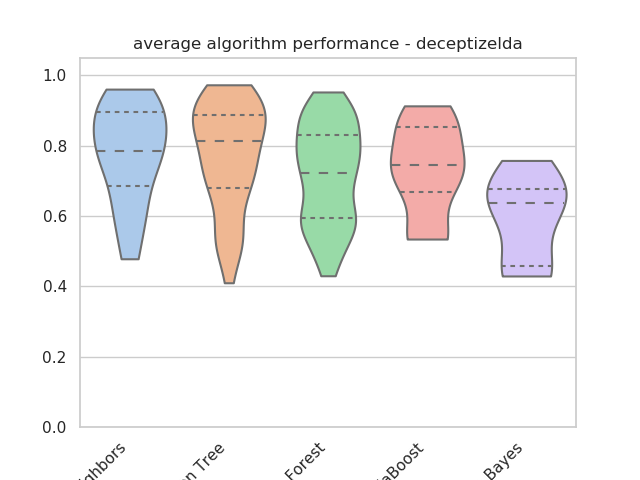 average algorithm performance - deceptizelda
1.0
0.8
0.6
0.4
0.2
0.0
ghbors
n Tree
Forest
aBoost
Bayes